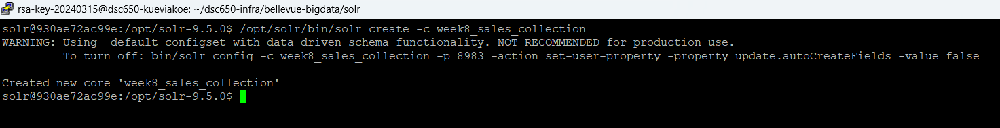 rsa-key-20240315@dsc650-kueviakoe: ~/dsc650-infra/bellevue-bigdata/solr
solr@930ae72ac99e:/opt/solr-9.5.0$ /opt/solr/bin/solr create -c week8_sales_collection
WARNING: Using _default configset with data driven schema functionality. NOT RECOMMENDED for production use.
         To turn off: bin/solr config -c week8_sales_collection -p 8983 -action set-user-property -property update.autoCreateFields -value false
Created new core 'week8_sales_collection'
solr@930ae72ac99e:/opt/solr-9.5.0$